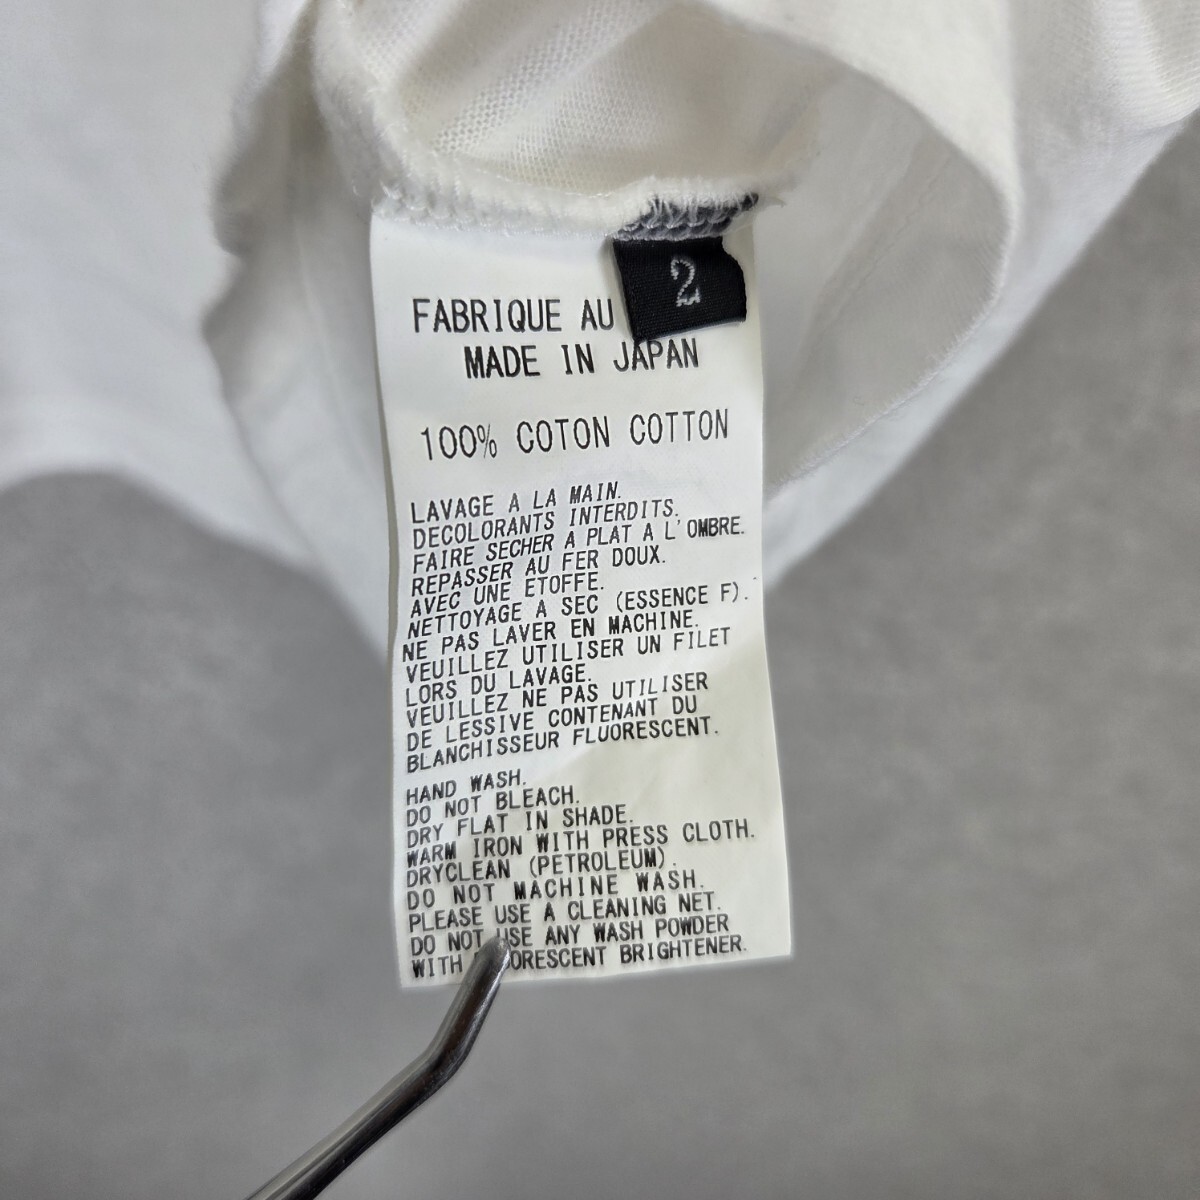 2
FABRIQUE AU
MADE IN JAPAN
100% COTON COTTON
LAVAGE A LA MAIN.
DECOLORANTS INTERDITS.
FAIRE SECHER A PLAT A L'OMBRE.
REPASSER AU FER DOUX.
AVEC UNE ETOFFE.
NETTOYAGE A SEC (ESSENCE F).
NE PAS LAVER EN MACHINE.
VEUILLEZ UTILISER UN FILET
LORS DU LAVAGE.
VEUILLEZ NE PAS UTILISER
DE LESSIVE CONTENANT DU
BLANCHISSEUR FLUORESCENT.
HAND WASH.
DO NOT BLEACH.
DRY FLAT IN SHADE.
WARM IRON WITH PRESS CLOTH.
DRYCLEAN (PETROLEUM).
DO NOT MACHINE WASH.
PLEASE USE A CLEANING NET.
DO NOT USE ANY WASH POWDER
WITH BRIGHTENER.